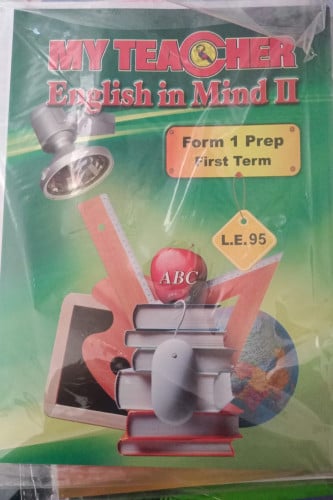 MY TEACHER
English in Mind II
Form 1 Prep
First Term
L.E.95
ABC